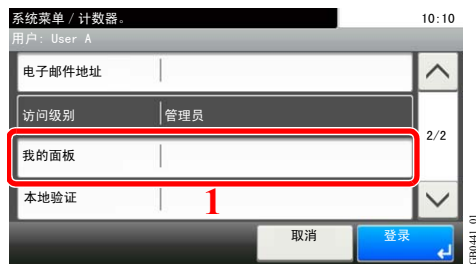 系统菜单 / 计数器。 10:10
用户: User A
电子邮件地址
访问级别 管理员
2/2
我的面板
本地验证
1
取消 登录
GB0441_01